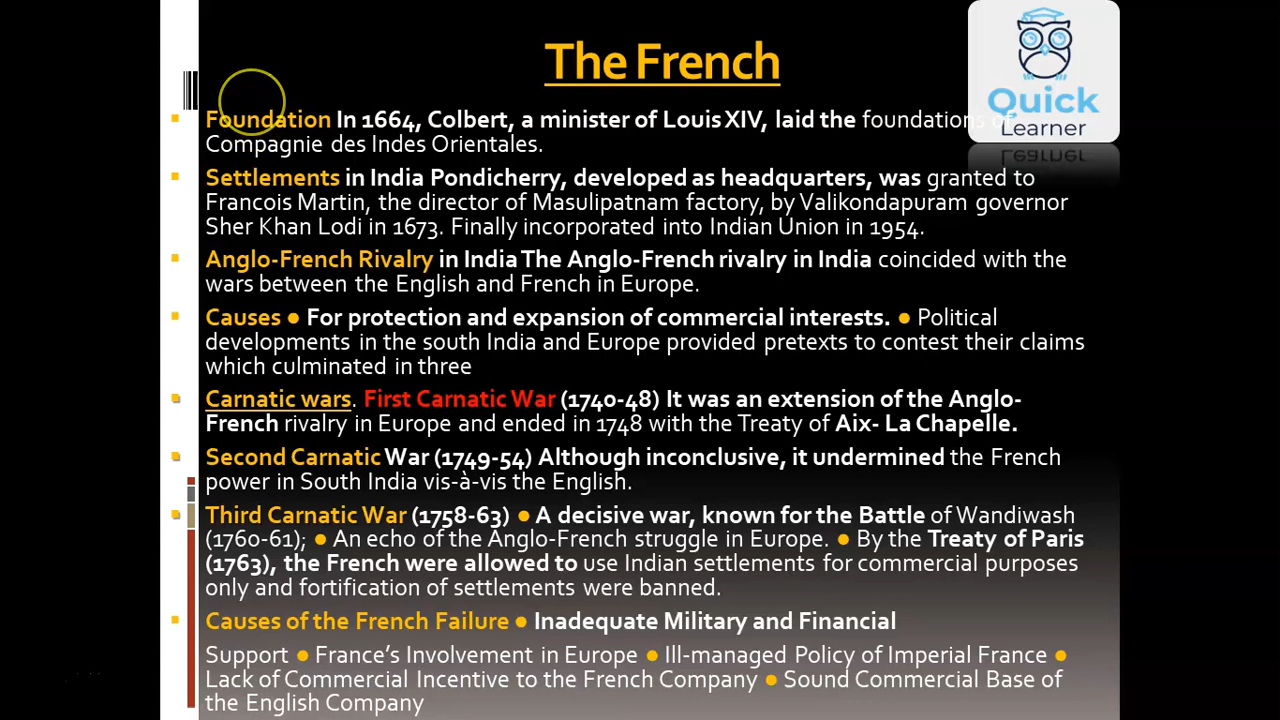 The French
Quick
Learner
Foundation In 1664, Colbert, a minister of Louis XIV, laid the foundations of
Compagnie des Indes Orientales.
Settlements in India Pondicherry, developed as headquarters, was granted to
Francois Martin, the director of Masulipatnam factory, by Valikondapuram governor
Sher Khan Lodi in 1673. Finally incorporated into Indian Union in 1954.
Anglo-French Rivalry in India The Anglo-French rivalry in India coincided with the
wars between the English and French in Europe.
Causes ● For protection and expansion of commercial interests. ● Political
developments in the south India and Europe provided pretexts to contest their claims
which culminated in three
Carnatic wars. First Carnatic War (1740-48) It was an extension of the Anglo-
French rivalry in Europe and ended in 1748 with the Treaty of Aix- La Chapelle.
Second Carnatic War (1749-54) Although inconclusive, it undermined the French
power in South India vis-à-vis the English.
Third Carnatic War (1758-63) ● A decisive war, known for the Battle of Wandiwash
(1760-61); ● An echo of the Anglo-French struggle in Europe. ● By the Treaty of Paris
(1763), the French were allowed to use Indian settlements for commercial purposes
only and fortification of settlements were banned.
Causes of the French Failure ● Inadequate Military and Financial
Support ● France's Involvement in Europe ● Ill-managed Policy of Imperial France ●
Lack of Commercial Incentive to the French Company ● Sound Commercial Base of
the English Company